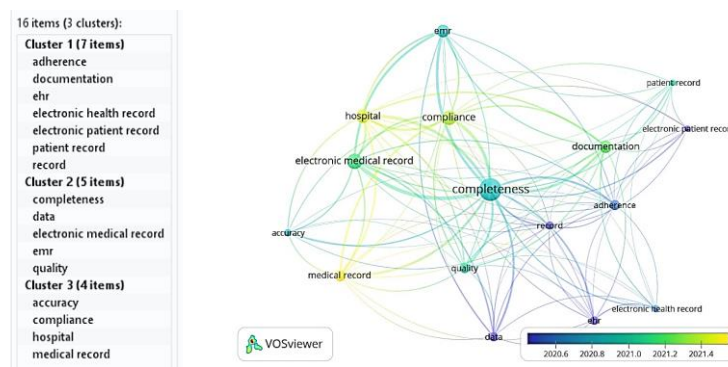 16 items (3 clusters):
Cluster 1 (7 items)
adherence
documentation
ehr
electronic health record
electronic patient record
patient record
record
Cluster 2 (5 items)
completeness
data
electronic medical record
emr
quality
Cluster 3 (4 items)
accuracy
compliance
hospital
medical record
emr
patient record
hospital
compliance
electronic patient recor
documentation
electronic medical record
completeness
adherence
record
accuracy
quality
medical record
electronic health record
ehr
data
VOSviewer
2020.6 2020.8 2021.0 2021.2 2021.4